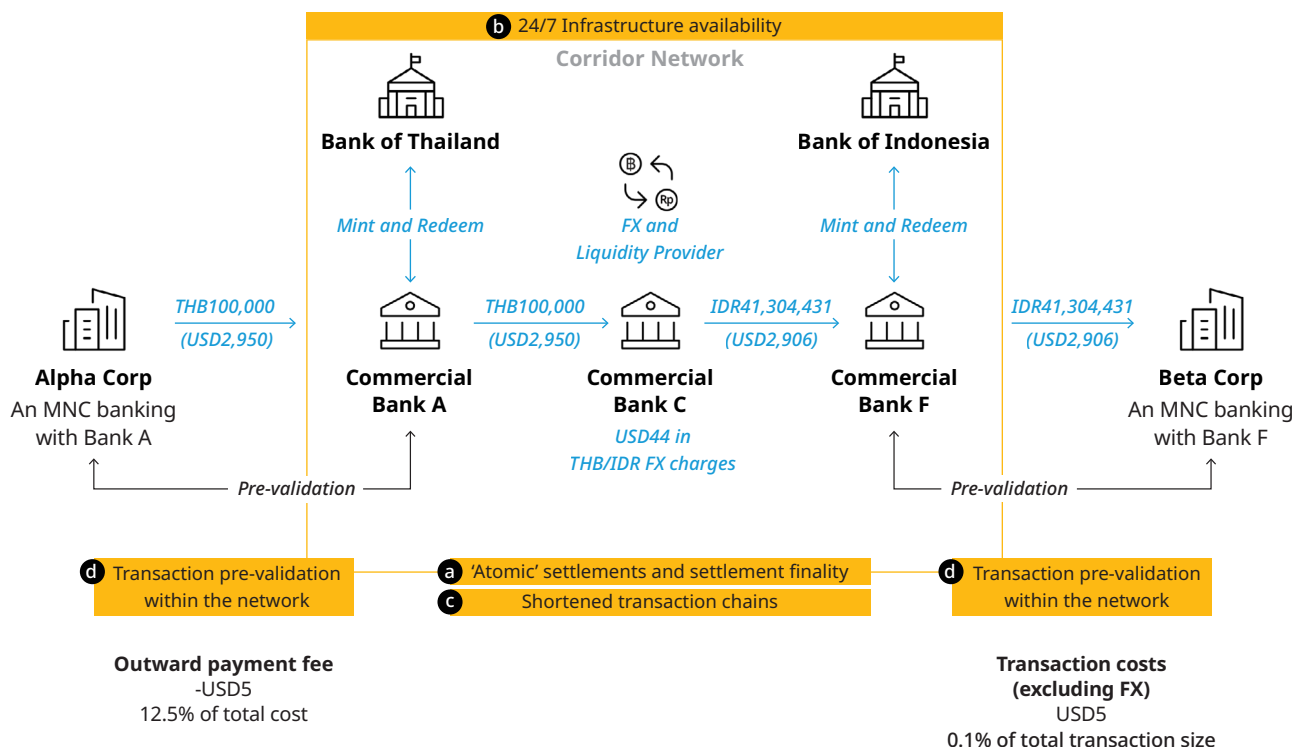 b 24/7 Infrastructure availability
Corridor Network
Bank of Thailand
Bank of Indonesia
฿
Rp
Mint and Redeem
FX and
Liquidity Provider
Mint and Redeem
THB100,000
(USD2,950)
THB100,000
(USD2,950)
IDR41,304,431
(USD2,906)
IDR41,304,431
(USD2,906)
Alpha Corp
An MNC banking
with Bank A
Commercial
Bank A
Commercial
Bank C
USD44 in
THB/IDR FX charges
Commercial
Bank F
Beta Corp
An MNC banking
with Bank F
Pre-validation
Pre-validation
d Transaction pre-validation
within the network
a ‘Atomic’ settlements and settlement finality
c Shortened transaction chains
d Transaction pre-validation
within the network
Outward payment fee
-USD5
12.5% of total cost
Transaction costs
(excluding FX)
USD5
0.1% of total transaction size